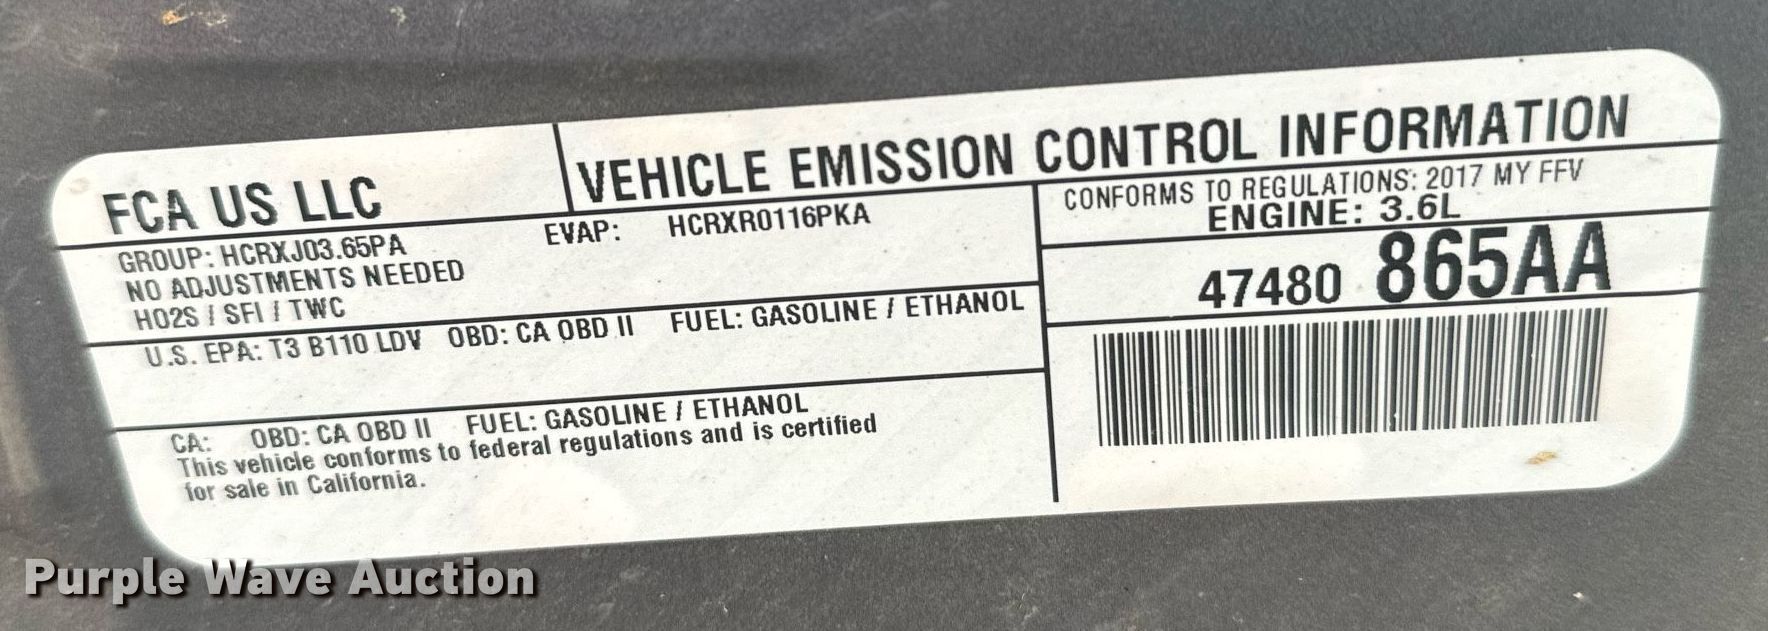 FCA US LLC
VEHICLE EMISSION CONTROL INFORMATION
GROUP: HCRXJ03.65PA
EVAP: HCRXR0116PKA
NO ADJUSTMENTS NEEDED
HO2S / SFI / TWC
U.S. EPA: T3 B110 LDV OBD: CA OBD II FUEL: GASOLINE / ETHANOL
CA: OBD: CA OBD II FUEL: GASOLINE / ETHANOL
This vehicle conforms to federal regulations and is certified
for sale in California.
CONFORMS TO REGULATIONS: 2017 MY FFV
ENGINE: 3.6L
47480 865AA
Purple Wave Auction